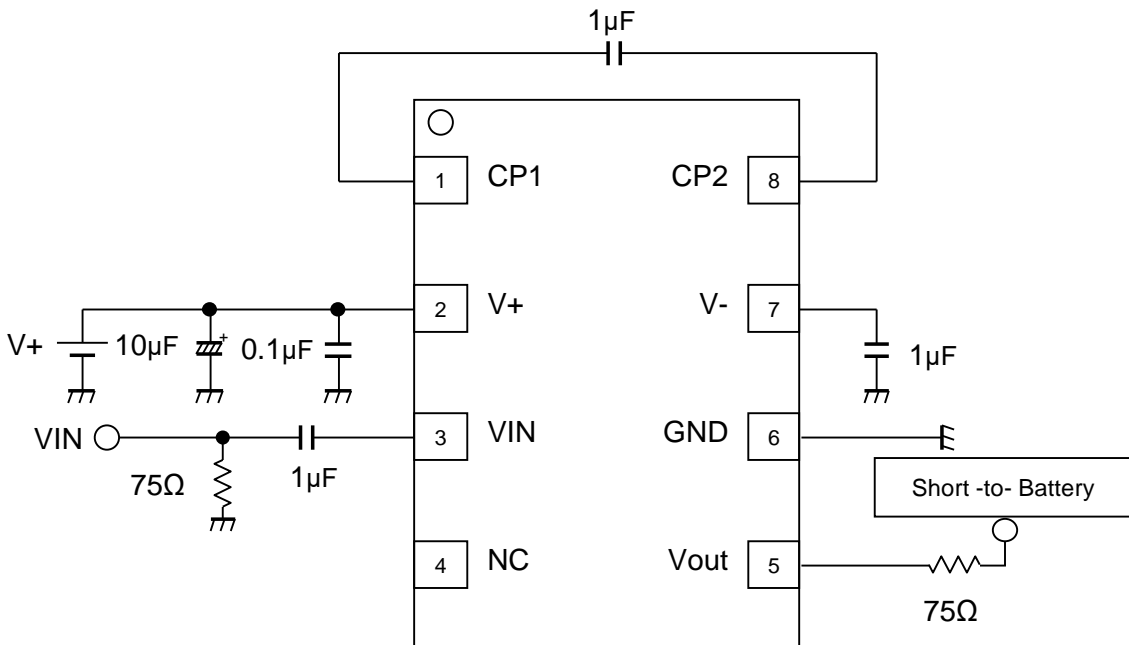 1µF
1 CP1 CP2 8
2 V+ V- 7
V+ 10µF + 0.1µF 1µF
VIN 3 VIN GND 6
75Ω 1µF Short -to- Battery
4 NC Vout 5
75Ω